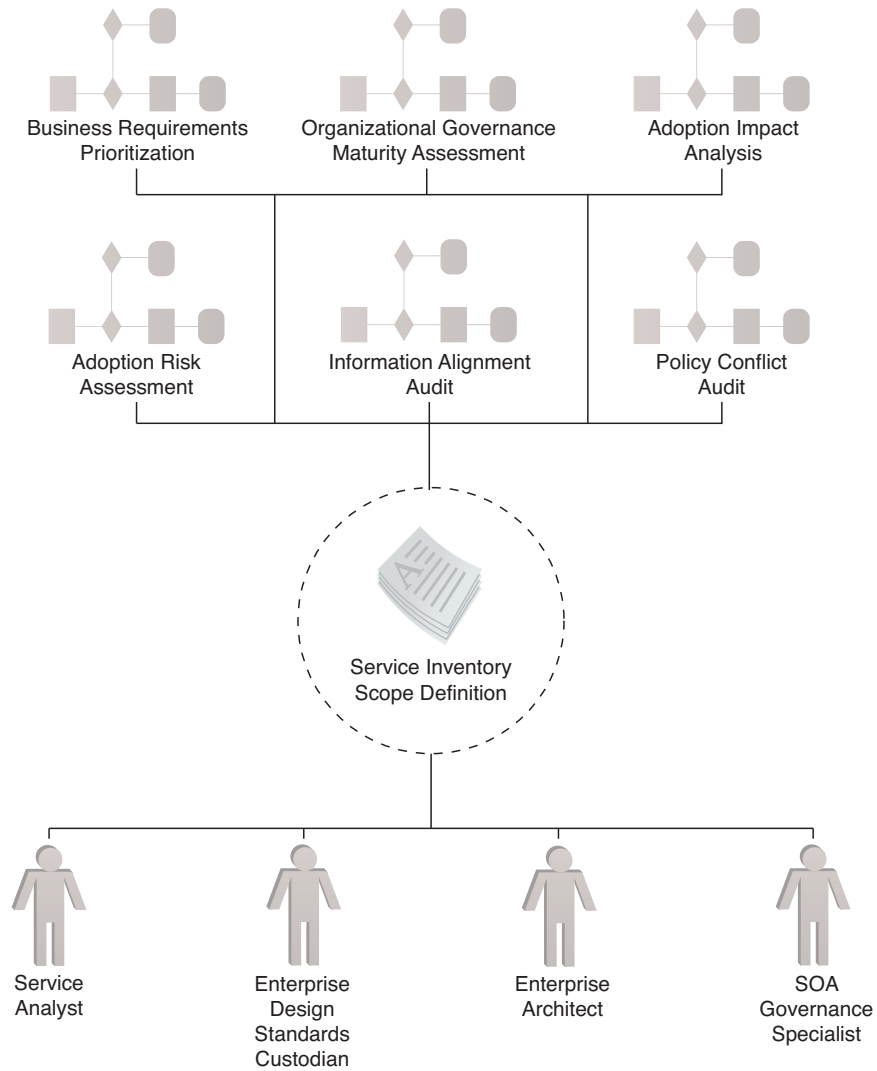 Business Requirements
Prioritization
Organizational Governance
Maturity Assessment
Adoption Impact
Analysis
Adoption Risk
Assessment
Information Alignment
Audit
Policy Conflict
Audit
A
Service Inventory
Scope Definition
Service
Analyst
Enterprise
Design
Standards
Custodian
Enterprise
Architect
SOA
Governance
Specialist